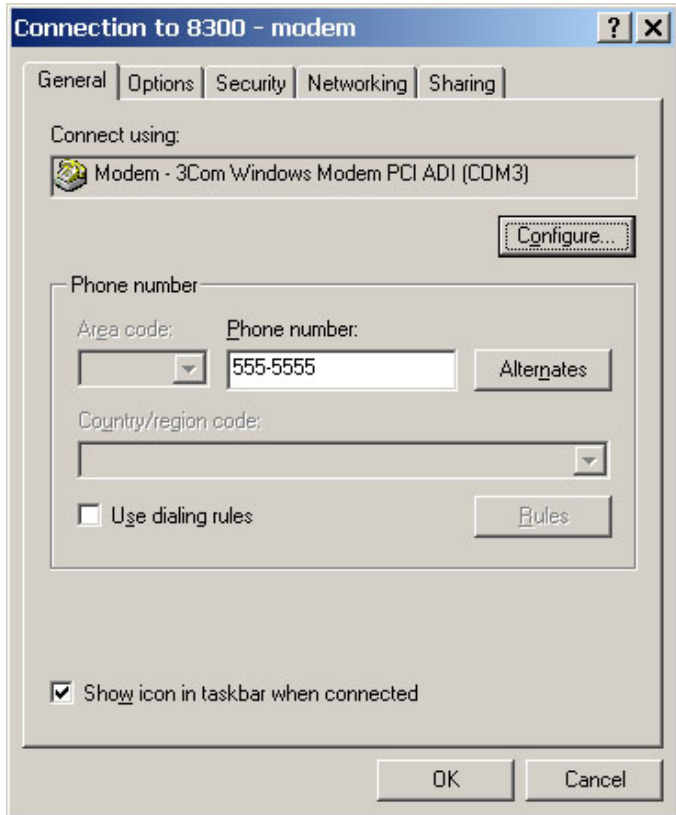 Connection to 8300 - modem
General Options Security Networking Sharing
Connect using:
Modem - 3Com Windows Modem PCI ADI (COM3)
Configure...
Phone number
Area code: Phone number:
555-5555 Alternates
Country/region code:
Use dialing rules Rules
Show icon in taskbar when connected
OK Cancel